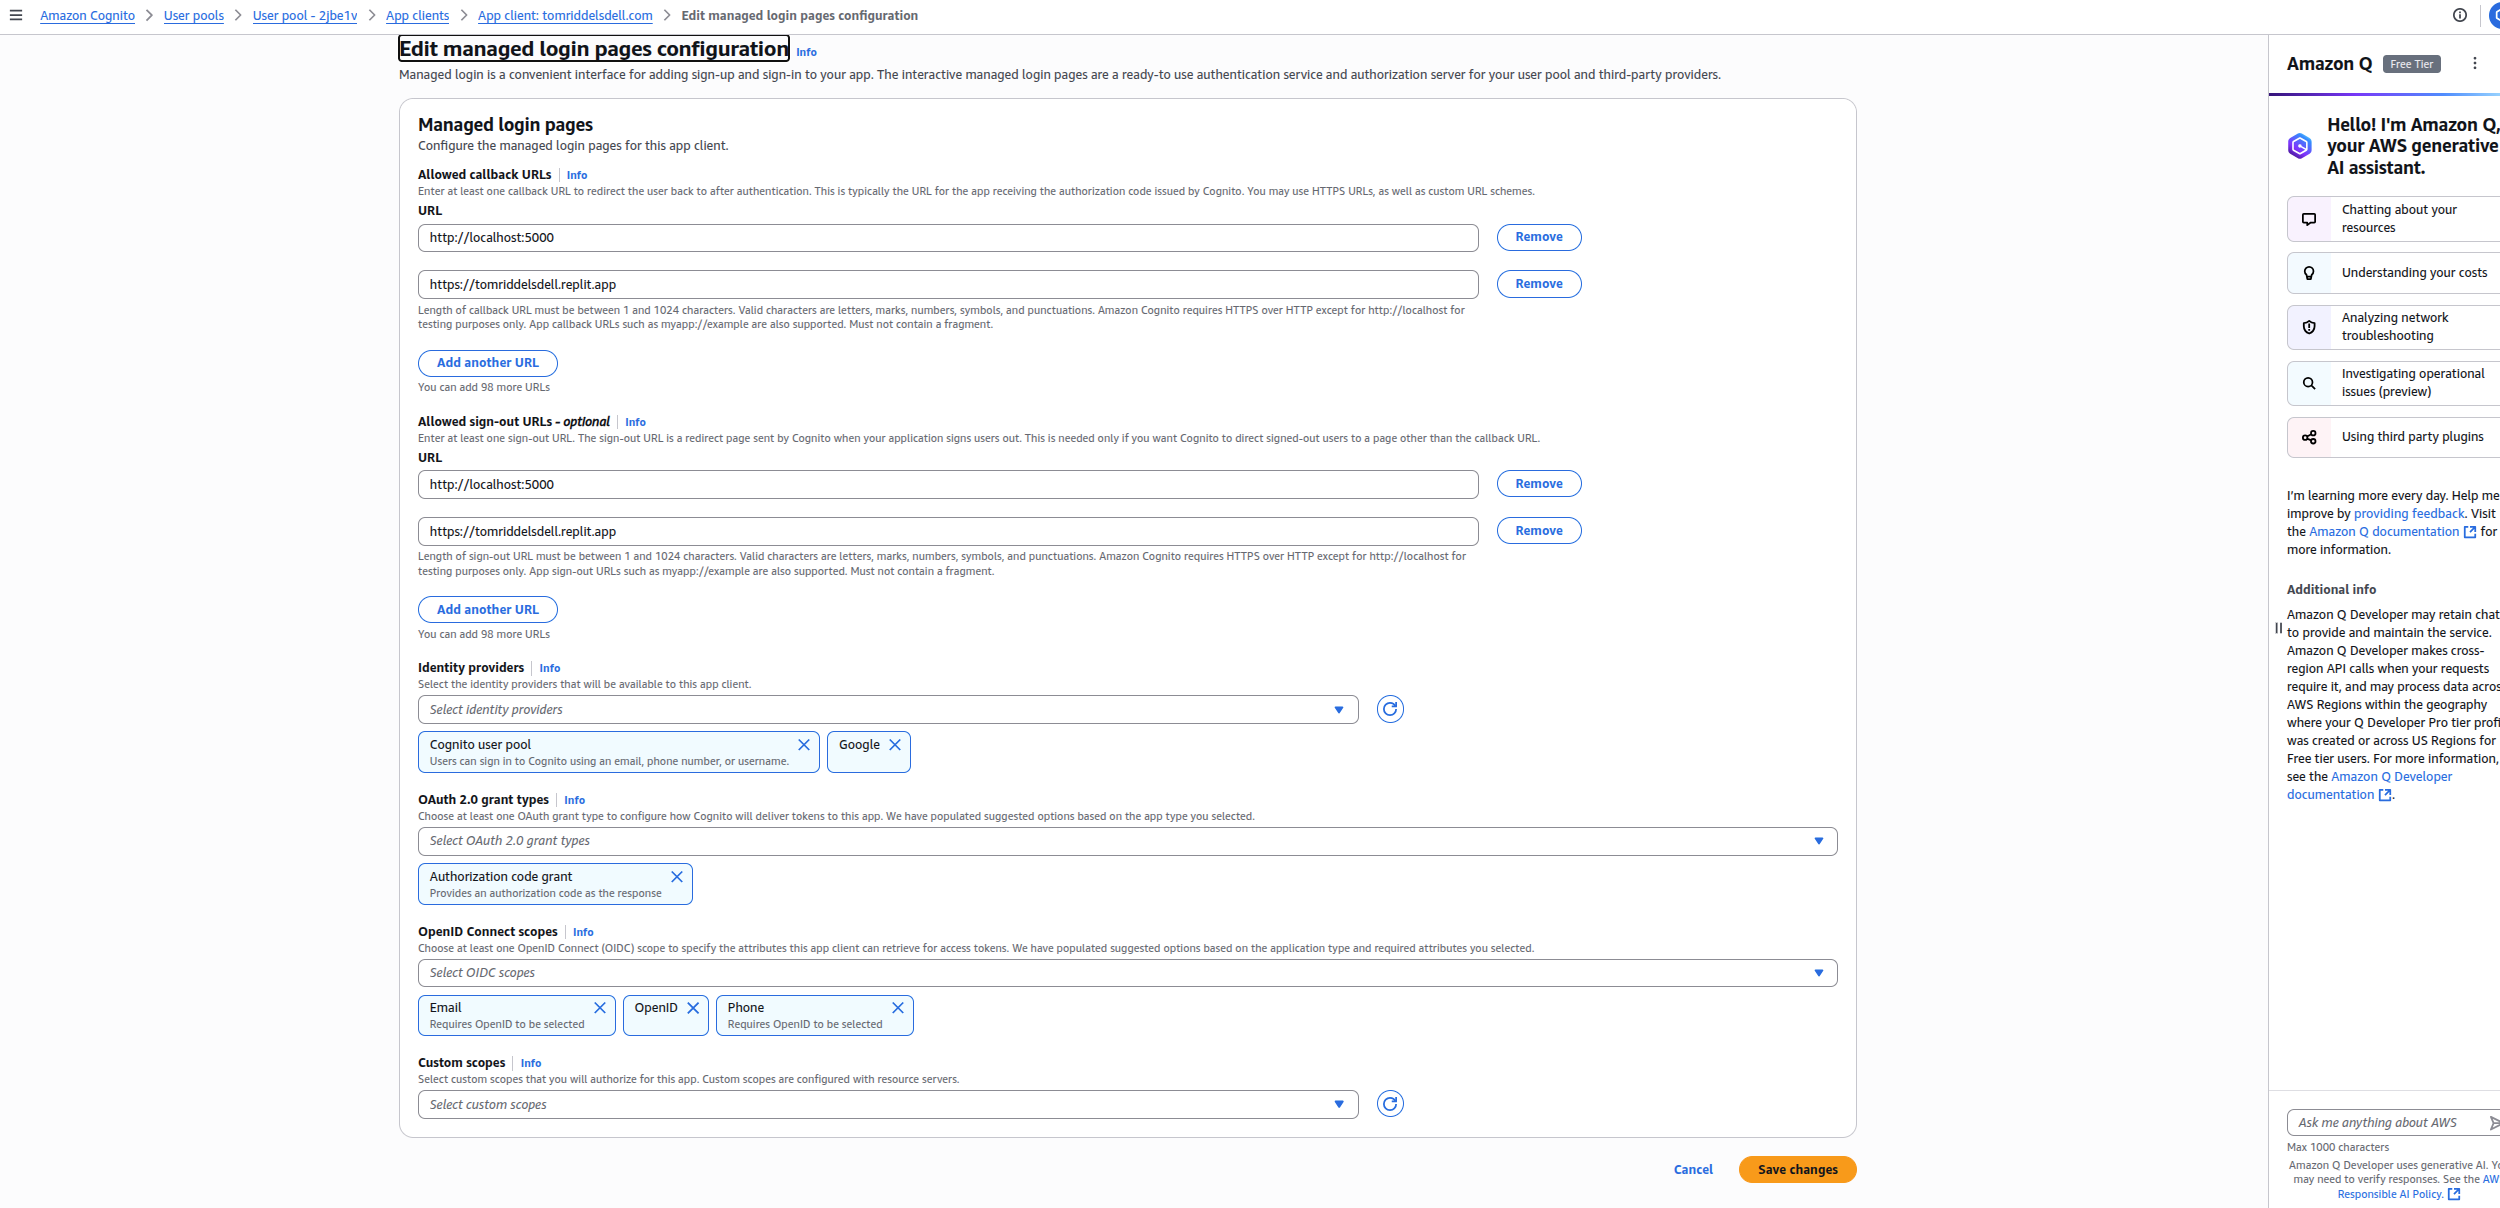 Amazon Cognito
User pools
User pool - 2jbe1v
App clients
App client: tomriddelsdell.com
Edit managed login pages configuration
Edit managed login pages configuration Info
Managed login is a convenient interface for adding sign-up and sign-in to your app. The interactive managed login pages are a ready-to use authentication service and authorization server for your user pool and third-party providers.
Managed login pages
Configure the managed login pages for this app client.
Allowed callback URLs Info
Enter at least one callback URL to redirect the user back to after authentication. This is typically the URL for the app receiving the authorization code issued by Cognito. You may use HTTPS URLs, as well as custom URL schemes.
URL
http://localhost:5000
Remove
https://tomriddelsdell.replit.app
Remove
Length of callback URL must be between 1 and 1024 characters. Valid characters are letters, marks, numbers, symbols, and punctuations. Amazon Cognito requires HTTPS over HTTP except for http://localhost for
testing purposes only. App callback URLs such as myapp://example are also supported. Must not contain a fragment.
Add another URL
You can add 98 more URLs
Allowed sign-out URLs - optional Info
Enter at least one sign-out URL. The sign-out URL is a redirect page sent by Cognito when your application signs users out. This is needed only if you want Cognito to direct signed-out users to a page other than the callback URL.
URL
http://localhost:5000
Remove
https://tomriddelsdell.replit.app
Remove
Length of sign-out URL must be between 1 and 1024 characters. Valid characters are letters, marks, numbers, symbols, and punctuations. Amazon Cognito requires HTTPS over HTTP except for http://localhost for
testing purposes only. App sign-out URLs such as myapp://example are also supported. Must not contain a fragment.
Add another URL
You can add 98 more URLs
Identity providers Info
Select the identity providers that will be available to this app client.
Select identity providers
Cognito user pool
Users can sign in to Cognito using an email, phone number, or username.
Google
OAuth 2.0 grant types Info
Choose at least one OAuth grant type to configure how Cognito will deliver tokens to this app. We have populated suggested options based on the app type you selected.
Select OAuth 2.0 grant types
Authorization code grant
Provides an authorization code as the response
OpenID Connect scopes Info
Choose at least one OpenID Connect (OIDC) scope to specify the attributes this app client can retrieve for access tokens. We have populated suggested options based on the application type and required attributes you selected.
Select OIDC scopes
Email
Requires OpenID to be selected
OpenID
Phone
Requires OpenID to be selected
Custom scopes Info
Select custom scopes that you will authorize for this app. Custom scopes are configured with resource servers.
Select custom scopes
Cancel
Save changes
Amazon Q Free Tier
Hello! I'm Amazon Q,
your AWS generative
AI assistant.
Chatting about your
resources
Understanding your costs
Analyzing network
troubleshooting
Investigating operational
issues (preview)
Using third party plugins
I'm learning more every day. Help me
improve by providing feedback. Visit
the Amazon Q documentation for
more information.
Additional info
Amazon Q Developer may retain chat
to provide and maintain the service.
Amazon Q Developer makes cross-
region API calls when your requests
require it, and may process data acros
AWS Regions within the geography
where your Q Developer Pro tier profi
was created or across US Regions for
Free tier users. For more information,
see the Amazon Q Developer
documentation.
Ask me anything about AWS
Max 1000 characters
Amazon Q Developer uses generative AI. Yo
may need to verify responses. See the AW
Responsible AI Policy.